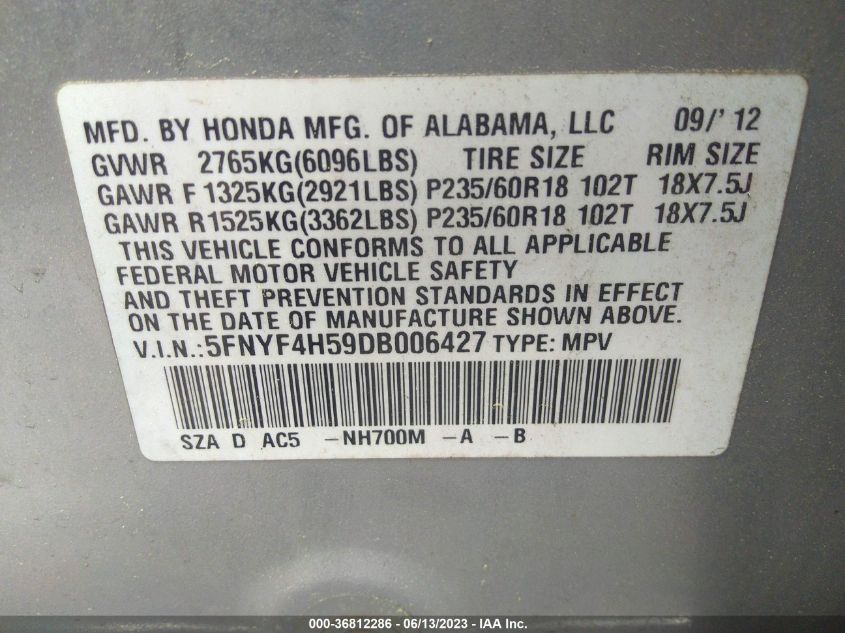 MFD. BY HONDA MFG. OF ALABAMA, LLC 09/' 12
GVWR 2765KG(6096LBS) TIRE SIZE RIM SIZE
GAWR F 1325KG(2921LBS) P235/60R18 102T 18X7.5J
GAWR R1525KG(3362LBS) P235/60R18 102T 18X7.5J
THIS VEHICLE CONFORMS TO ALL APPLICABLE
FEDERAL MOTOR VEHICLE SAFETY
AND THEFT PREVENTION STANDARDS IN EFFECT
ON THE DATE OF MANUFACTURE SHOWN ABOVE.
V.I.N.:5FNYF4H59DB006427 TYPE: MPV
SZA D AC5 -NH700M -A -B
000-36812286 - 06/13/2023 - IAA Inc.